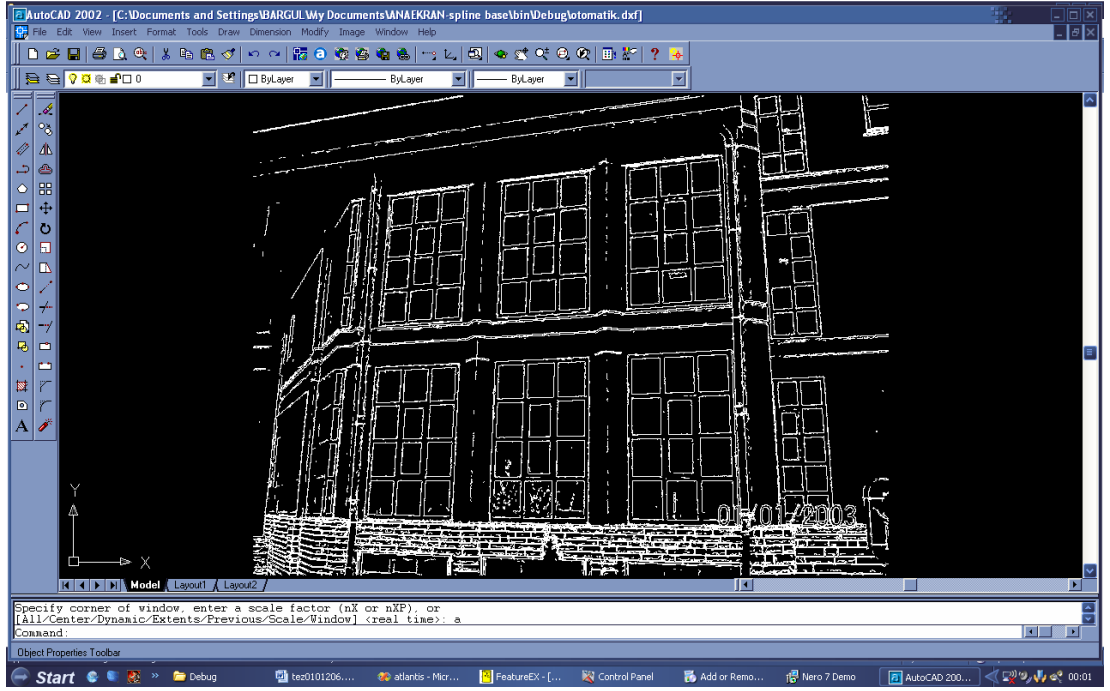 AutoCAD 2002 - [C:\Documents and Settings\BARGUL\My Documents\ANAEKRAN-spline base\bin\Debug\otomatik.dxf]
File Edit View Insert Format Tools Draw Dimension Modify Image Window Help
0 ByLayer ByLayer ByLayer
A
01/01/2003
Y
X
Model Layout1 Layout2
Specify corner of window, enter a scale factor (nX or nXP), or
[All/Center/Dynamic/Extents/Previous/Scale/Window] <real time>: a
Command:
Object Properties Toolbar
Start » Debug tez0101206.... atlantis - Micr... FeatureEX - [... Control Panel Add or Remo... Nero 7 Demo AutoCAD 200... 00:01